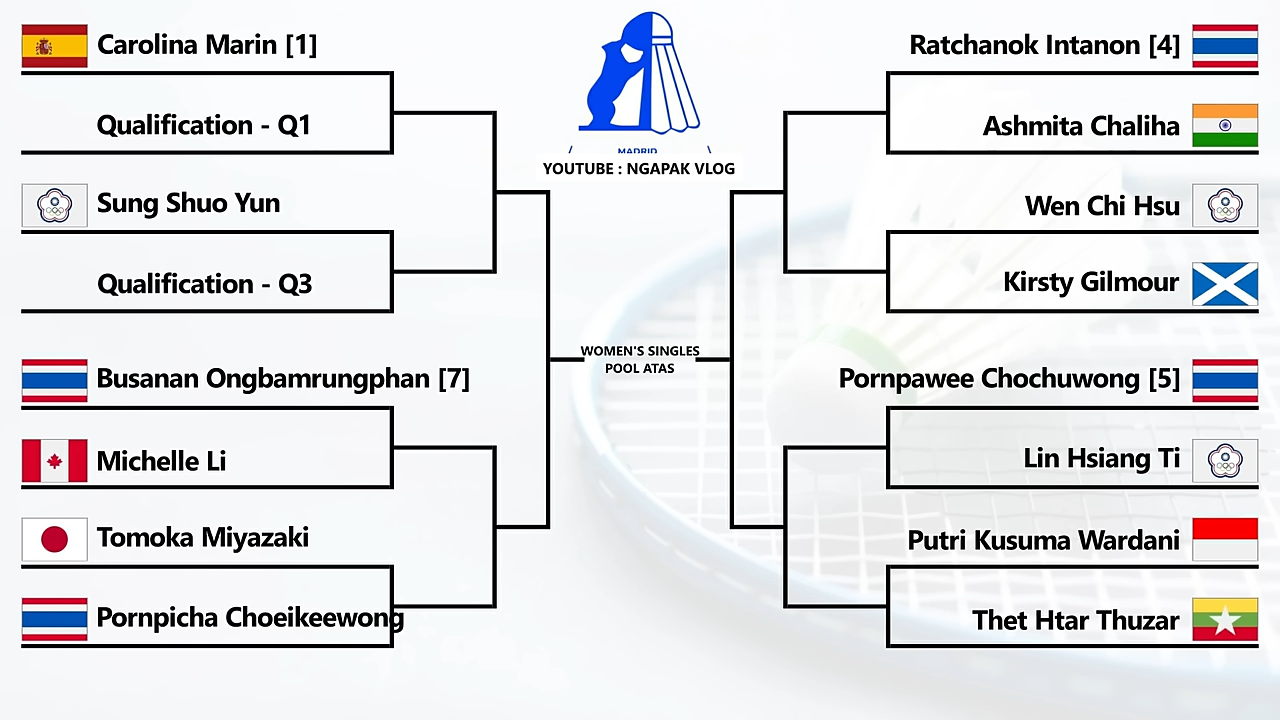 Carolina Marin [1]
Qualification - Q1
Sung Shuo Yun
Qualification - Q3
Busanan Ongbamrungphan [7]
Michelle Li
Tomoka Miyazaki
Pornpicha Choeikeewong
MADRID
YOUTUBE : NGAPAK VLOG
WOMEN'S SINGLES
POOL ATAS
Ratchanok Intanon [4]
Ashmita Chaliha
Wen Chi Hsu
Kirsty Gilmour
Pornpawee Chochuwong [5]
Lin Hsiang Ti
Putri Kusuma Wardani
Thet Htar Thuzar